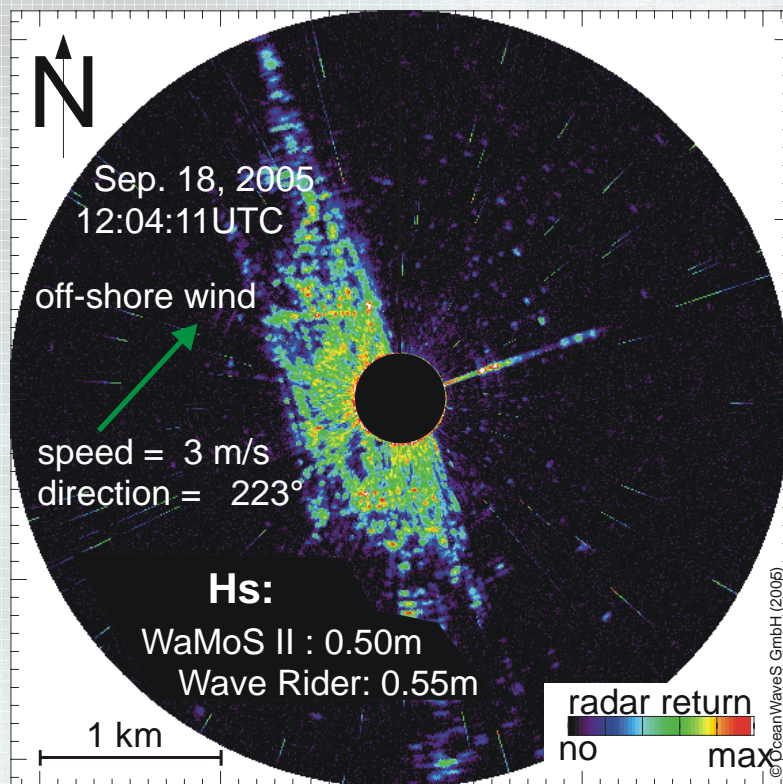 N
Sep. 18, 2005
12:04:11UTC
off-shore wind
speed = 3 m/s
direction = 223°
Hs:
WaMoS II : 0.50m
Wave Rider: 0.55m
1 km
radar return
no max
© OceanWaveS GmbH (2005)